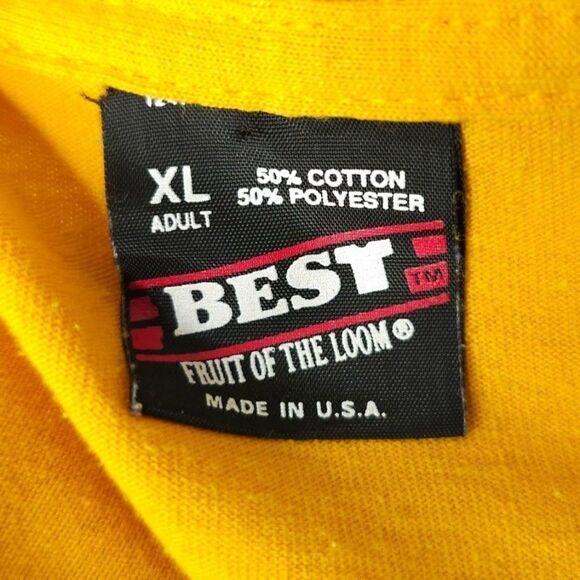 XL
ADULT
50% COTTON
50% POLYESTER
BEST TM
FRUIT OF THE LOOM®
MADE IN U.S.A.